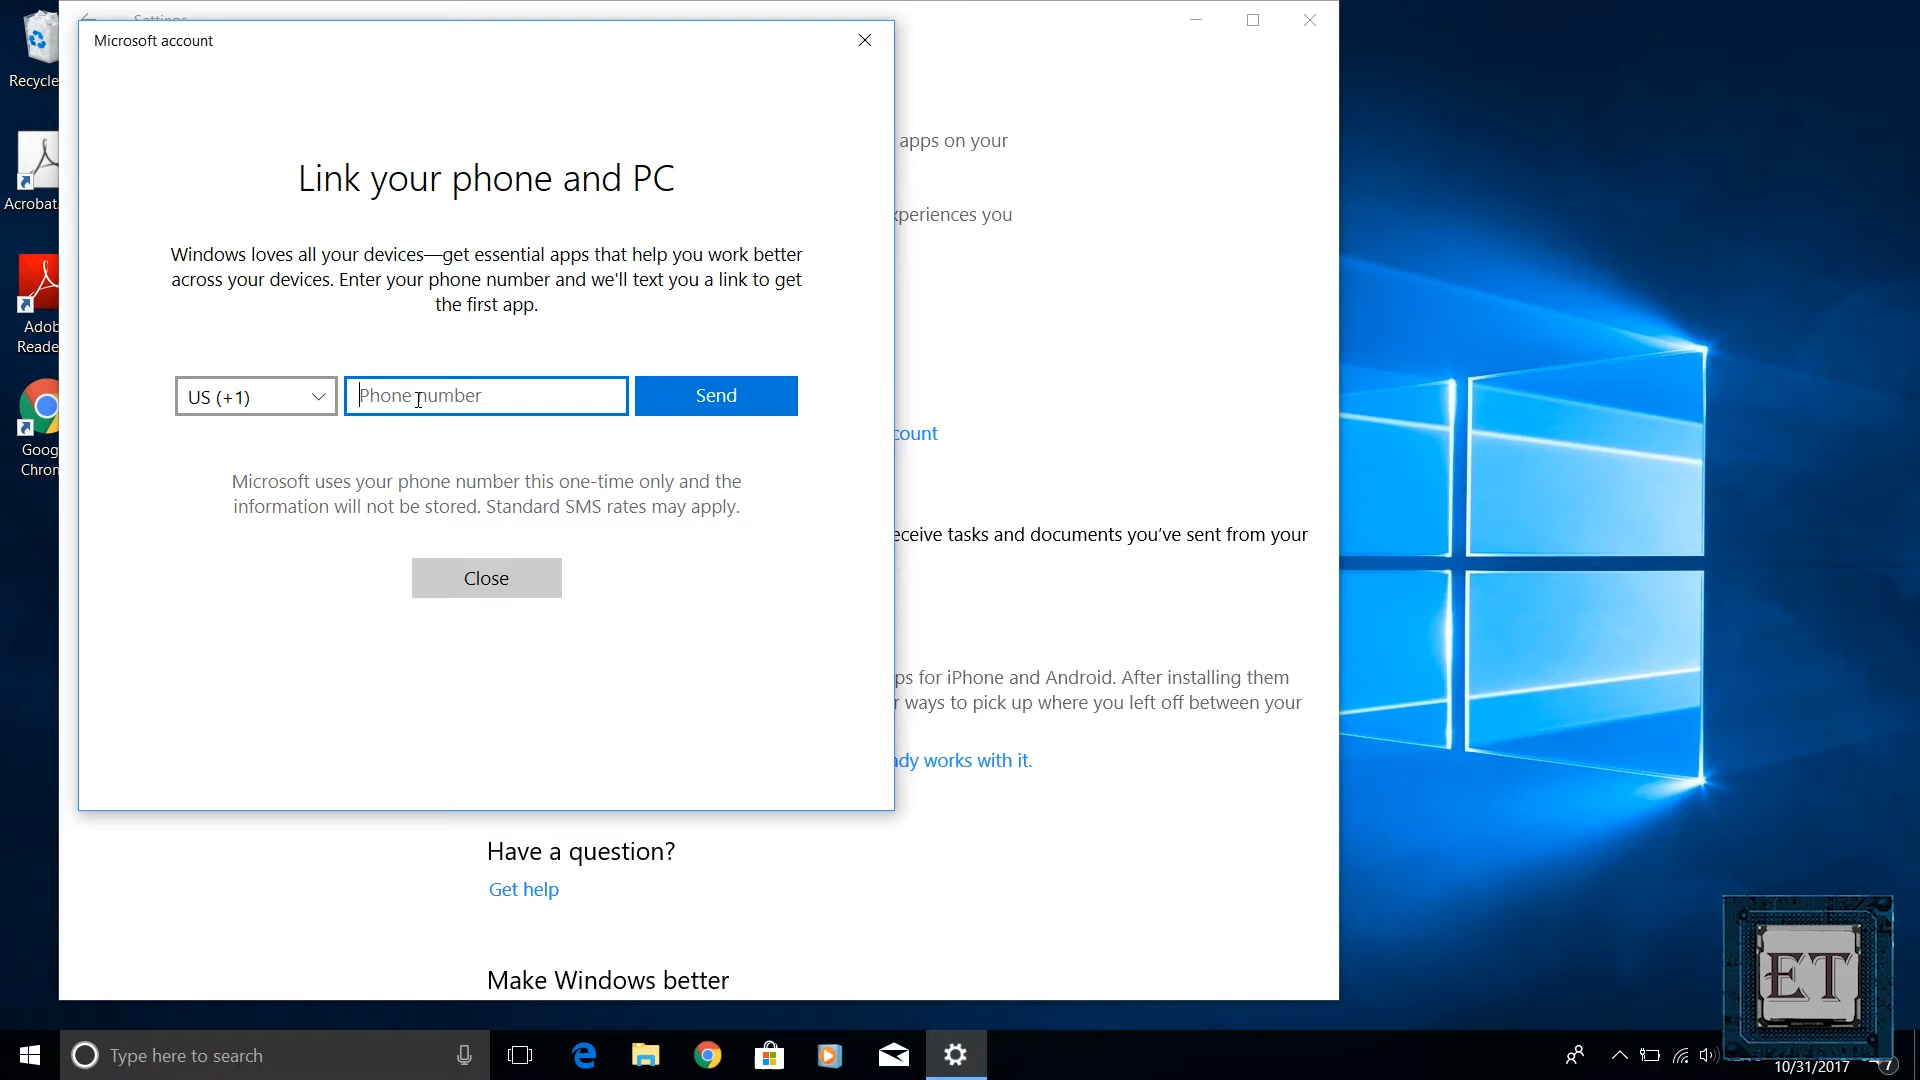 Settings
Microsoft account
Recycle
Acrobat.
Adob
Reade
Goog
Chron
Link your phone and PC
Windows loves all your devices—get essential apps that help you work better
across your devices. Enter your phone number and we'll text you a link to get
the first app.
US (+1)
Phone number
Send
Microsoft uses your phone number this one-time only and the
information will not be stored. Standard SMS rates may apply.
Close
apps on your
xperiences you
count
eceive tasks and documents you’ve sent from your
ps for iPhone and Android. After installing them
r ways to pick up where you left off between your
ady works with it.
Have a question?
Get help
Make Windows better
ET
Type here to search
10/31/2017
7